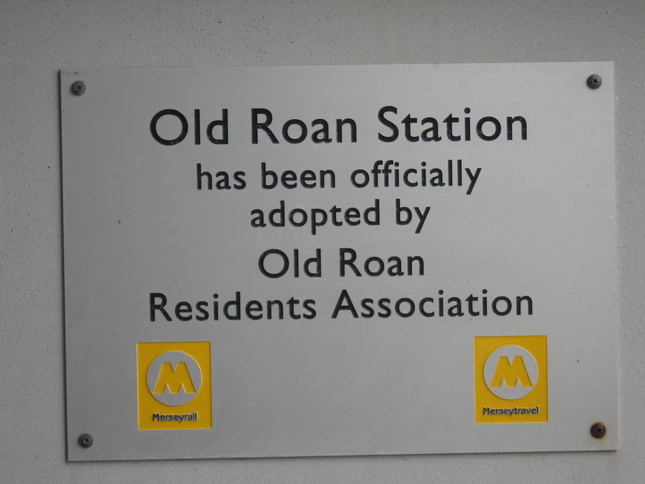 Old Roan Station
has been officially
adopted by
Old Roan
Residents Association
M
Merseyrail
M
Merseytravel